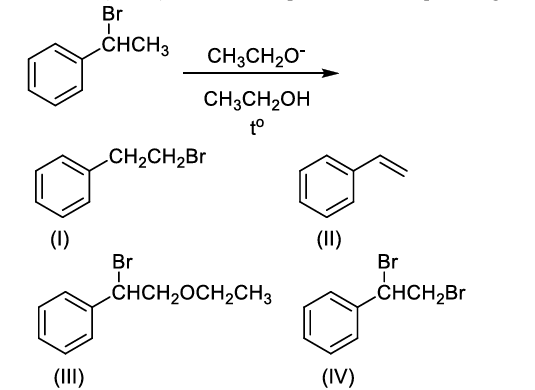 Br
CHCH₃
CH₃CH₂O⁻
CH₃CH₂OH
tº
CH₂CH₂Br
(I)
(II)
Br
CHCH₂OCH₂CH₃
(III)
Br
CHCH₂Br
(IV)